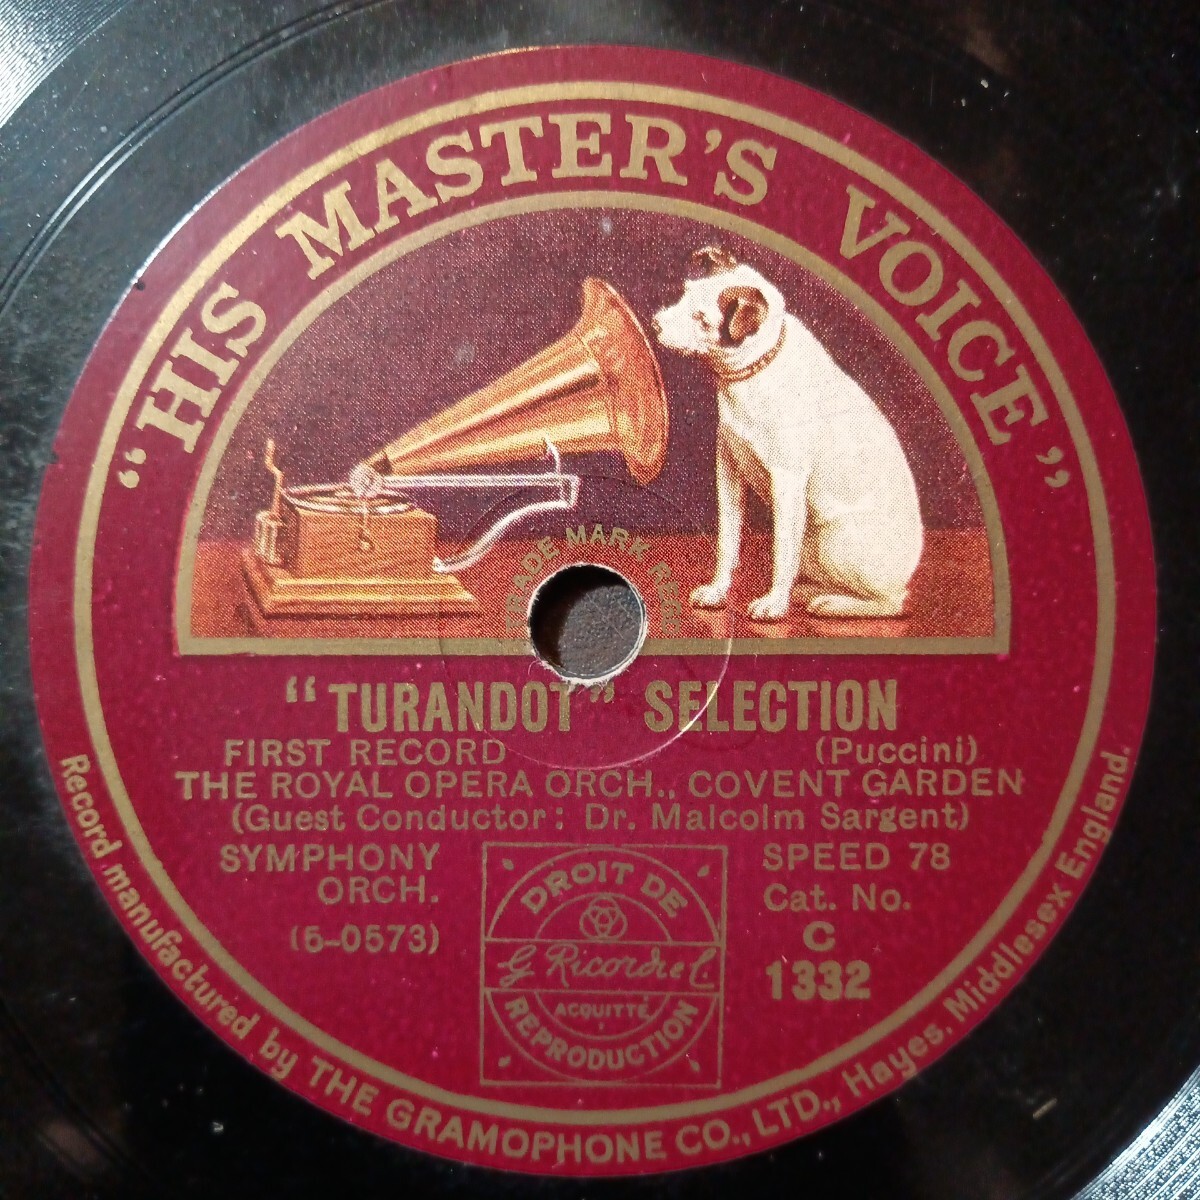 “HIS MASTER'S VOICE”
TRADE MARK REGD
“TURANDOT” SELECTION
FIRST RECORD (Puccini)
THE ROYAL OPERA ORCH., COVENT GARDEN
(Guest Conductor: Dr. Malcolm Sargent)
SYMPHONY ORCH.
(5-0573)
DROIT DE
G Ricordi e C.
ACQUITTÉ
REPRODUCTION
SPEED 78
Cat. No.
C
1332
Record manufactured by THE GRAMOPHONE CO., LTD., Hayes, Middlesex England.